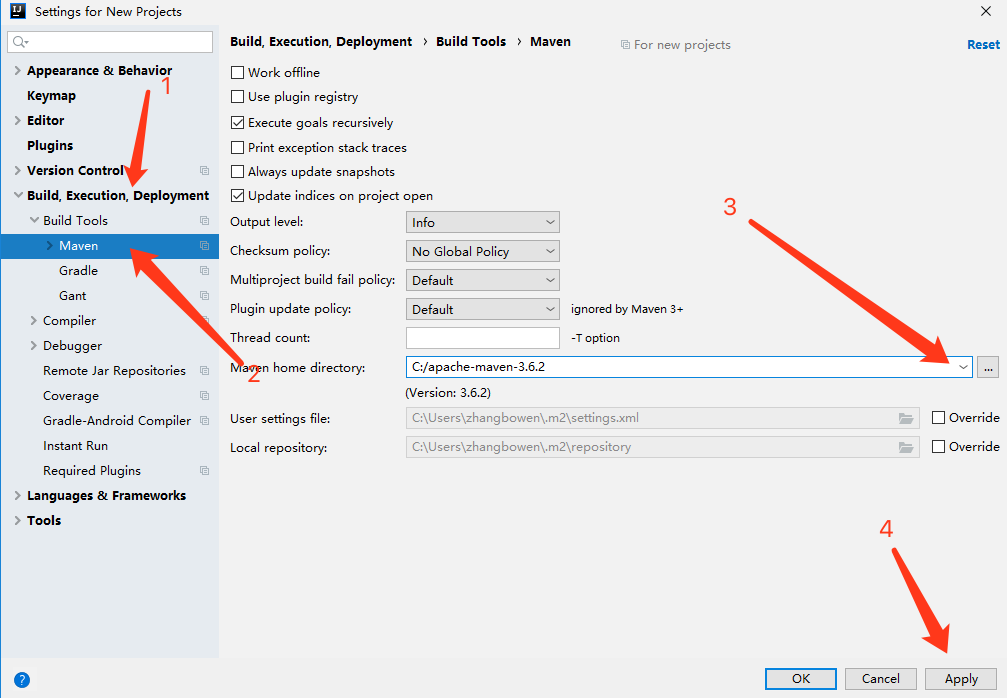 Settings for New Projects
Build, Execution, Deployment › Build Tools › Maven For new projects Reset
Appearance & Behavior
1
Keymap
Editor
Plugins
Version Control
Build, Execution, Deployment
Build Tools
Maven
Gradle
Gant
Compiler
Debugger
Remote Jar Repositories
Coverage
Gradle-Android Compiler
Instant Run
Required Plugins
Languages & Frameworks
Tools
2
Work offline
Use plugin registry
Execute goals recursively
Print exception stack traces
Always update snapshots
Update indices on project open
3
Output level: Info
Checksum policy: No Global Policy
Multiproject build fail policy: Default
Plugin update policy: Default ignored by Maven 3+
Thread count: -T option
Maven home directory: C:/apache-maven-3.6.2 ...
(Version: 3.6.2)
User settings file: C:\Users\zhangbowen\.m2\settings.xml Override
Local repository: C:\Users\zhangbowen\.m2\repository Override
4
? OK Cancel Apply